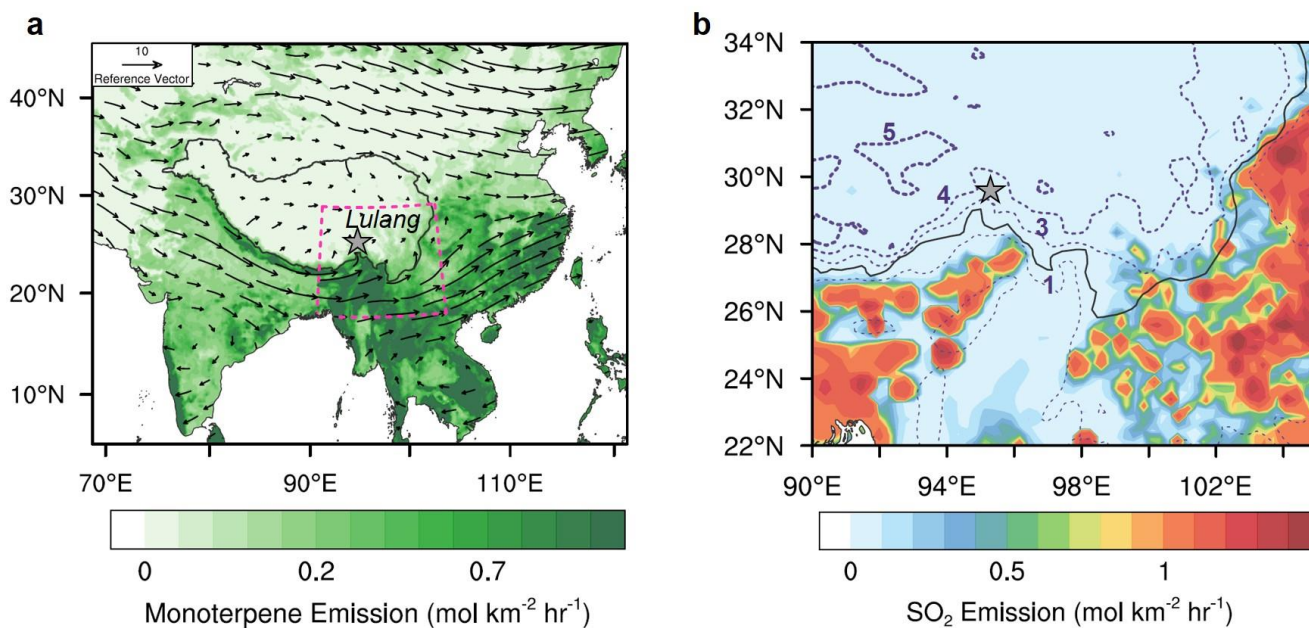 a
10
Reference Vector
Lulang
40°N
30°N
20°N
10°N
70°E 90°E 110°E
0 0.2 0.7
Monoterpene Emission (mol km⁻² hr⁻¹)
b
34°N
32°N
30°N
28°N
26°N
24°N
22°N
5
4
3
1
90°E 94°E 98°E 102°E
0 0.5 1
SO₂ Emission (mol km⁻² hr⁻¹)